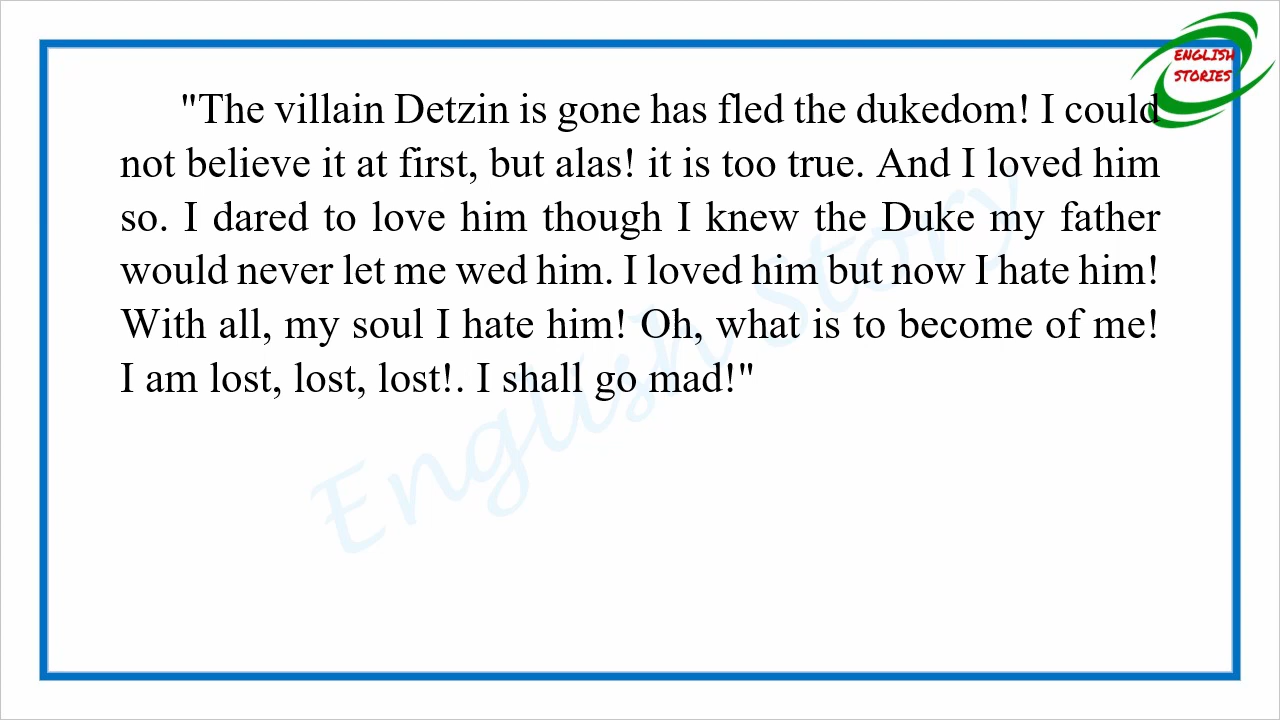 ENGLISH
STORIES
"The villain Detzin is gone has fled the dukedom! I could
not believe it at first, but alas! it is too true. And I loved him
so. I dared to love him though I knew the Duke my father
would never let me wed him. I loved him but now I hate him!
With all, my soul I hate him! Oh, what is to become of me!
I am lost, lost, lost!. I shall go mad!"
English Story